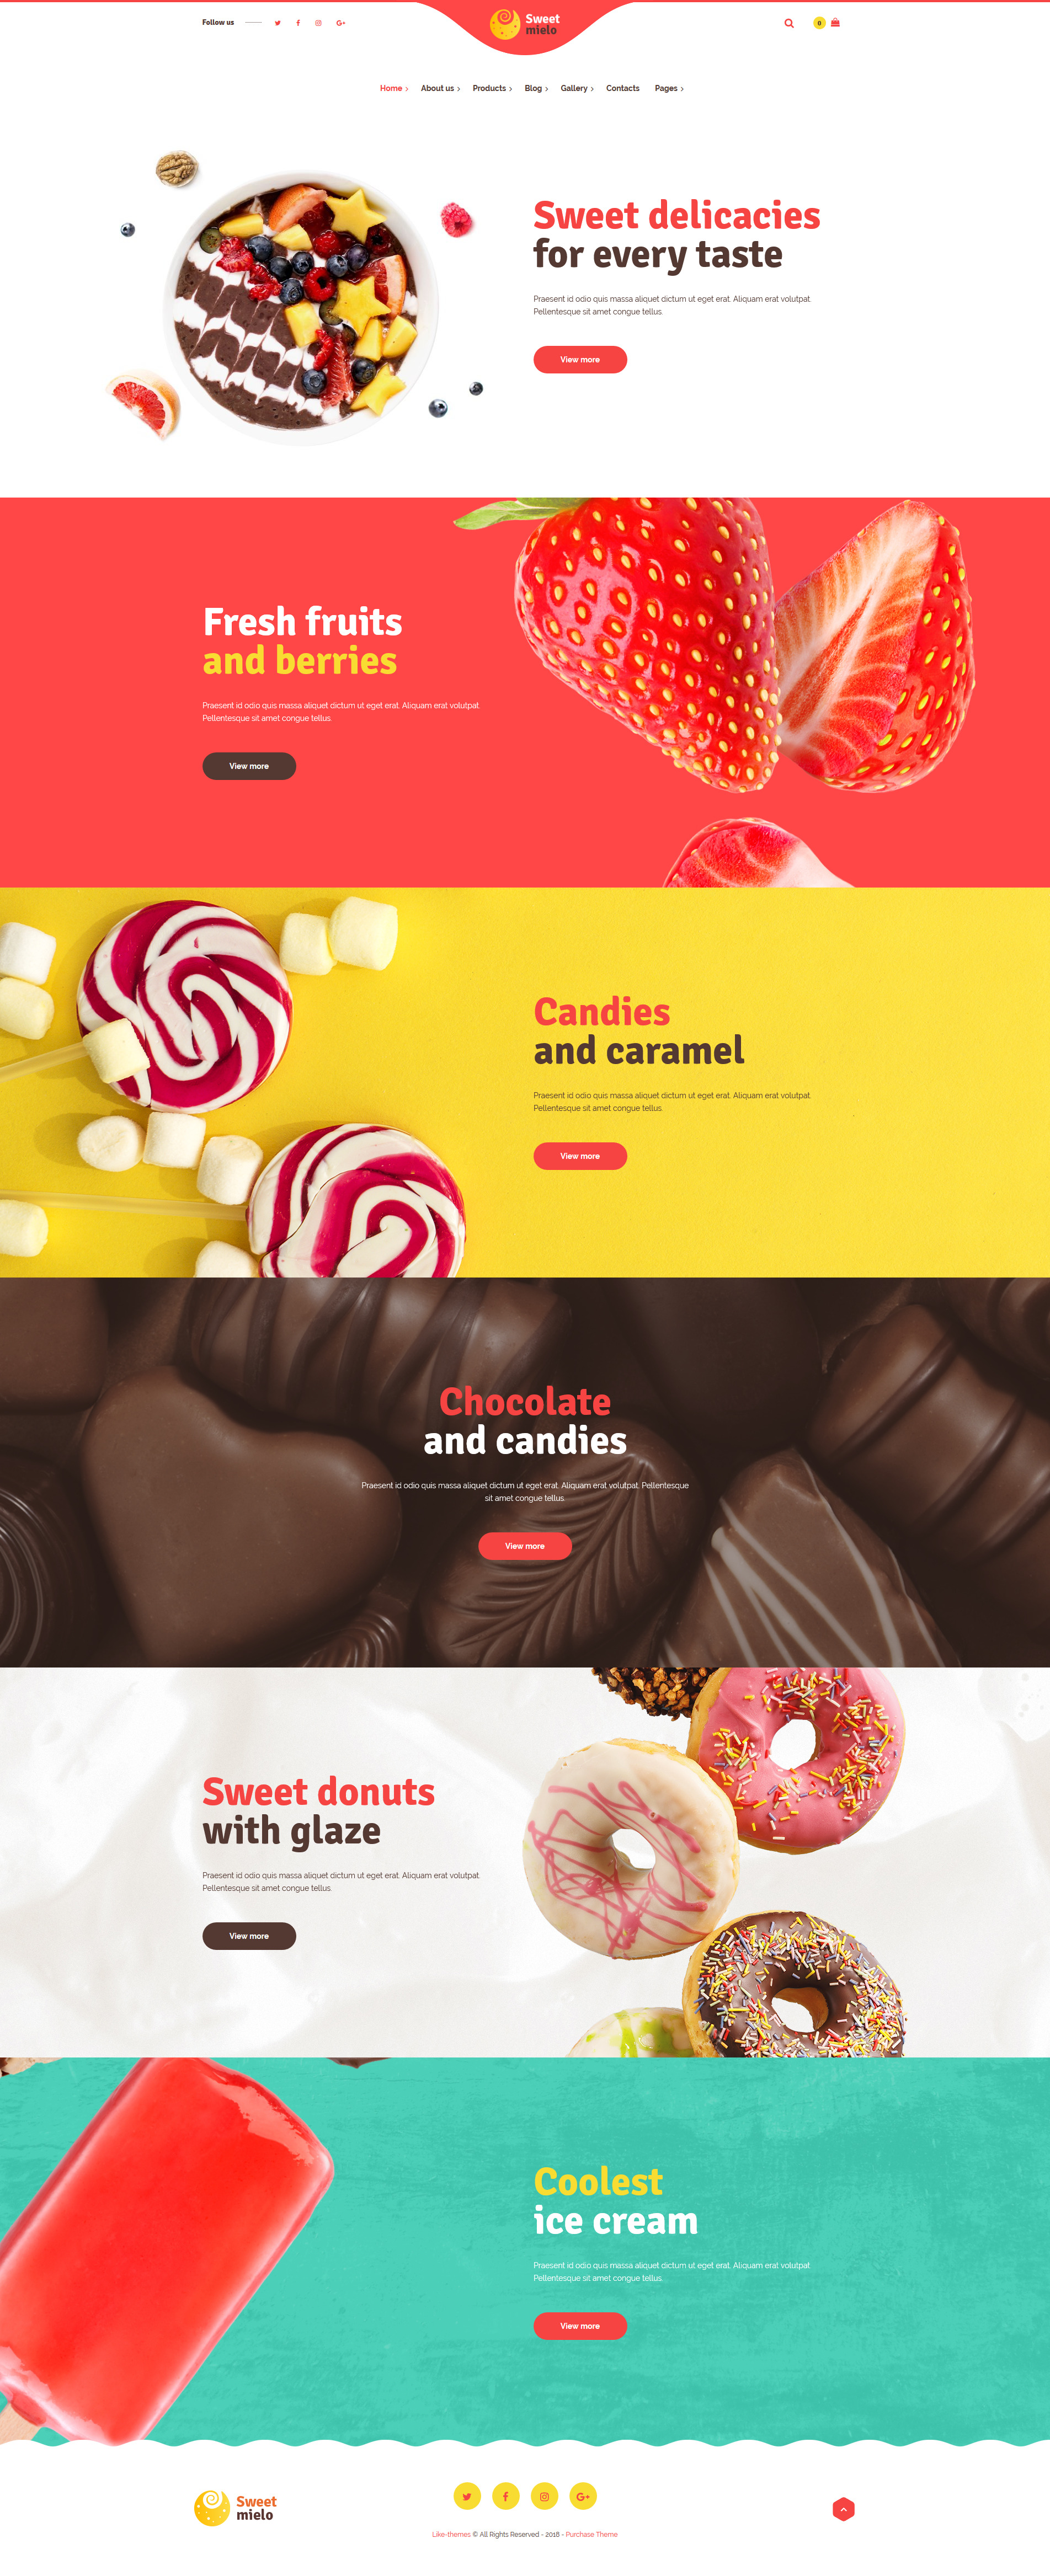 Follow us
Sweet
mielo
0
Home
About us
Products
Blog
Gallery
Contacts
Pages
Sweet delicacies
for every taste
Praesent id odio quis massa aliquet dictum ut eget erat. Aliquam erat volutpat.
Pellentesque sit amet congue tellus.
View more
Fresh fruits
and berries
Praesent id odio quis massa aliquet dictum ut eget erat. Aliquam erat volutpat.
Pellentesque sit amet congue tellus.
View more
Candies
and caramel
Praesent id odio quis massa aliquet dictum ut eget erat. Aliquam erat volutpat.
Pellentesque sit amet congue tellus.
View more
Chocolate
and candies
Praesent id odio quis massa aliquet dictum ut eget erat. Aliquam erat volutpat. Pellentesque
sit amet congue tellus.
View more
Sweet donuts
with glaze
Praesent id odio quis massa aliquet dictum ut eget erat. Aliquam erat volutpat.
Pellentesque sit amet congue tellus.
View more
Coolest
ice cream
Praesent id odio quis massa aliquet dictum ut eget erat. Aliquam erat volutpat.
Pellentesque sit amet congue tellus.
View more
Sweet
mielo
Like-themes © All Rights Reserved - 2018 - Purchase Theme